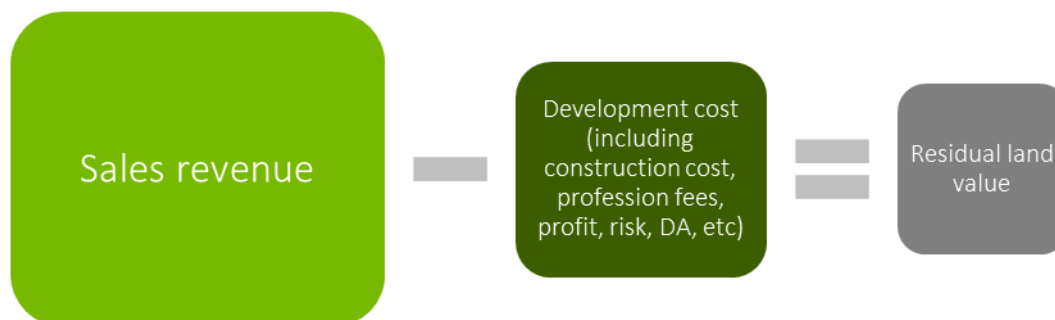 Sales revenue
Development cost
(including
construction cost,
profession fees,
profit, risk, DA, etc)
Residual land
value